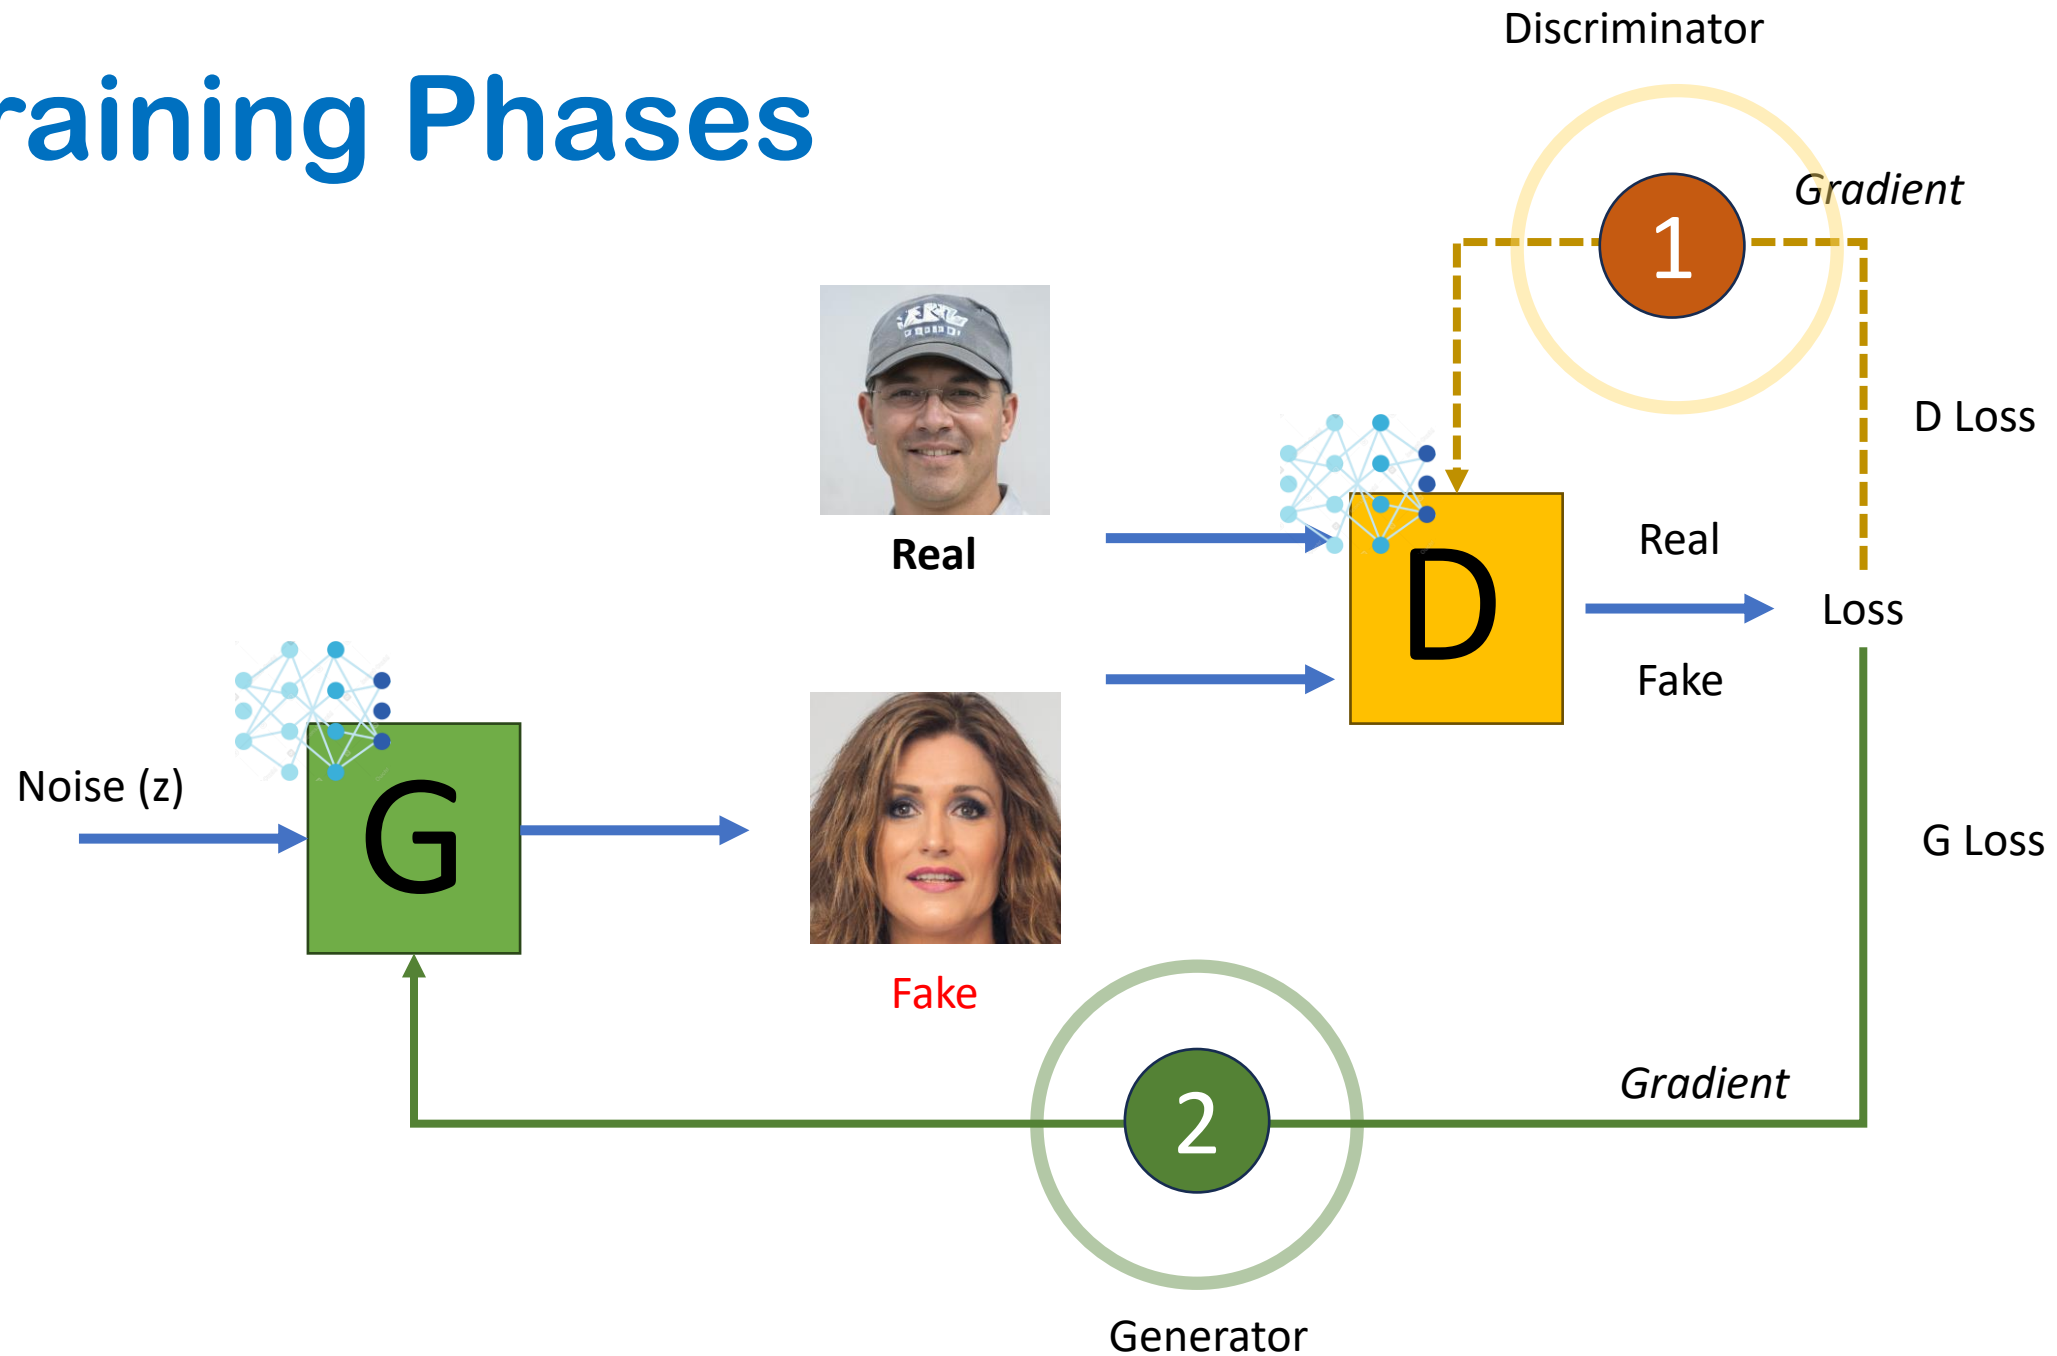 Discriminator
raining Phases
1
Gradient
D Loss
Real
D
Real
Loss
Fake
Noise (z)
G
G Loss
Fake
Gradient
2
Generator